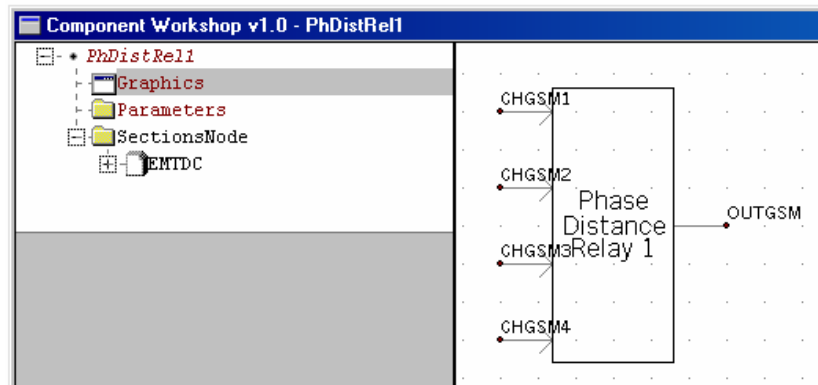 Component Workshop v1.0 - PhDistRel1
PhDistRel1
Graphics
Parameters
SectionsNode
EMTDC
CHGSM1
CHGSM2
Phase
Distance
Relay 1
OUTGSM
CHGSM3
CHGSM4